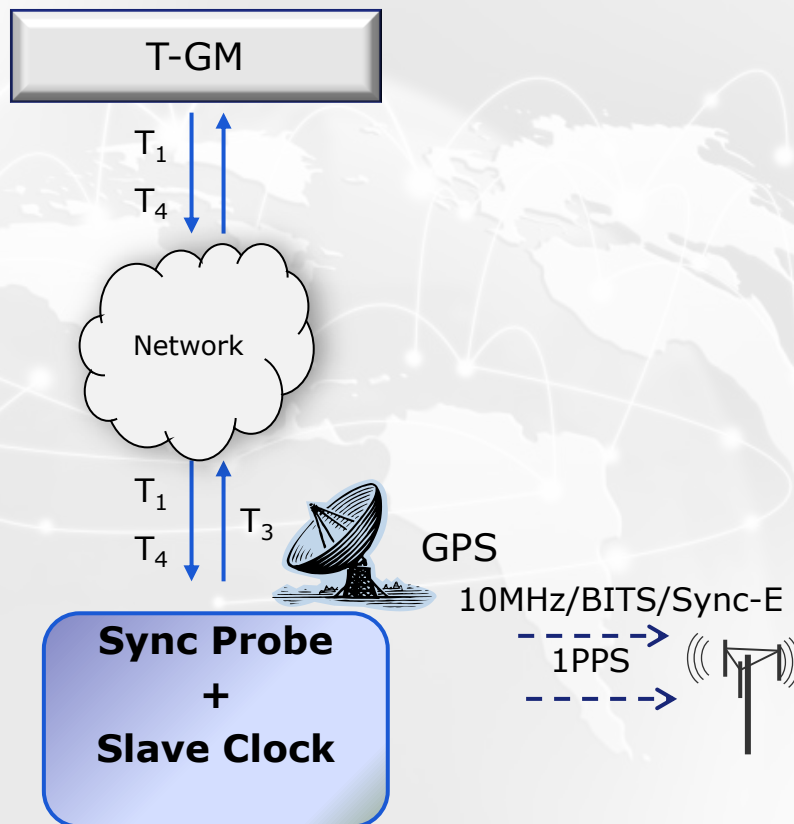 T-GM
T₁
T₄
Network
T₁
T₄
T₃
GPS
10MHz/BITS/Sync-E
1PPS
Sync Probe
+
Slave Clock